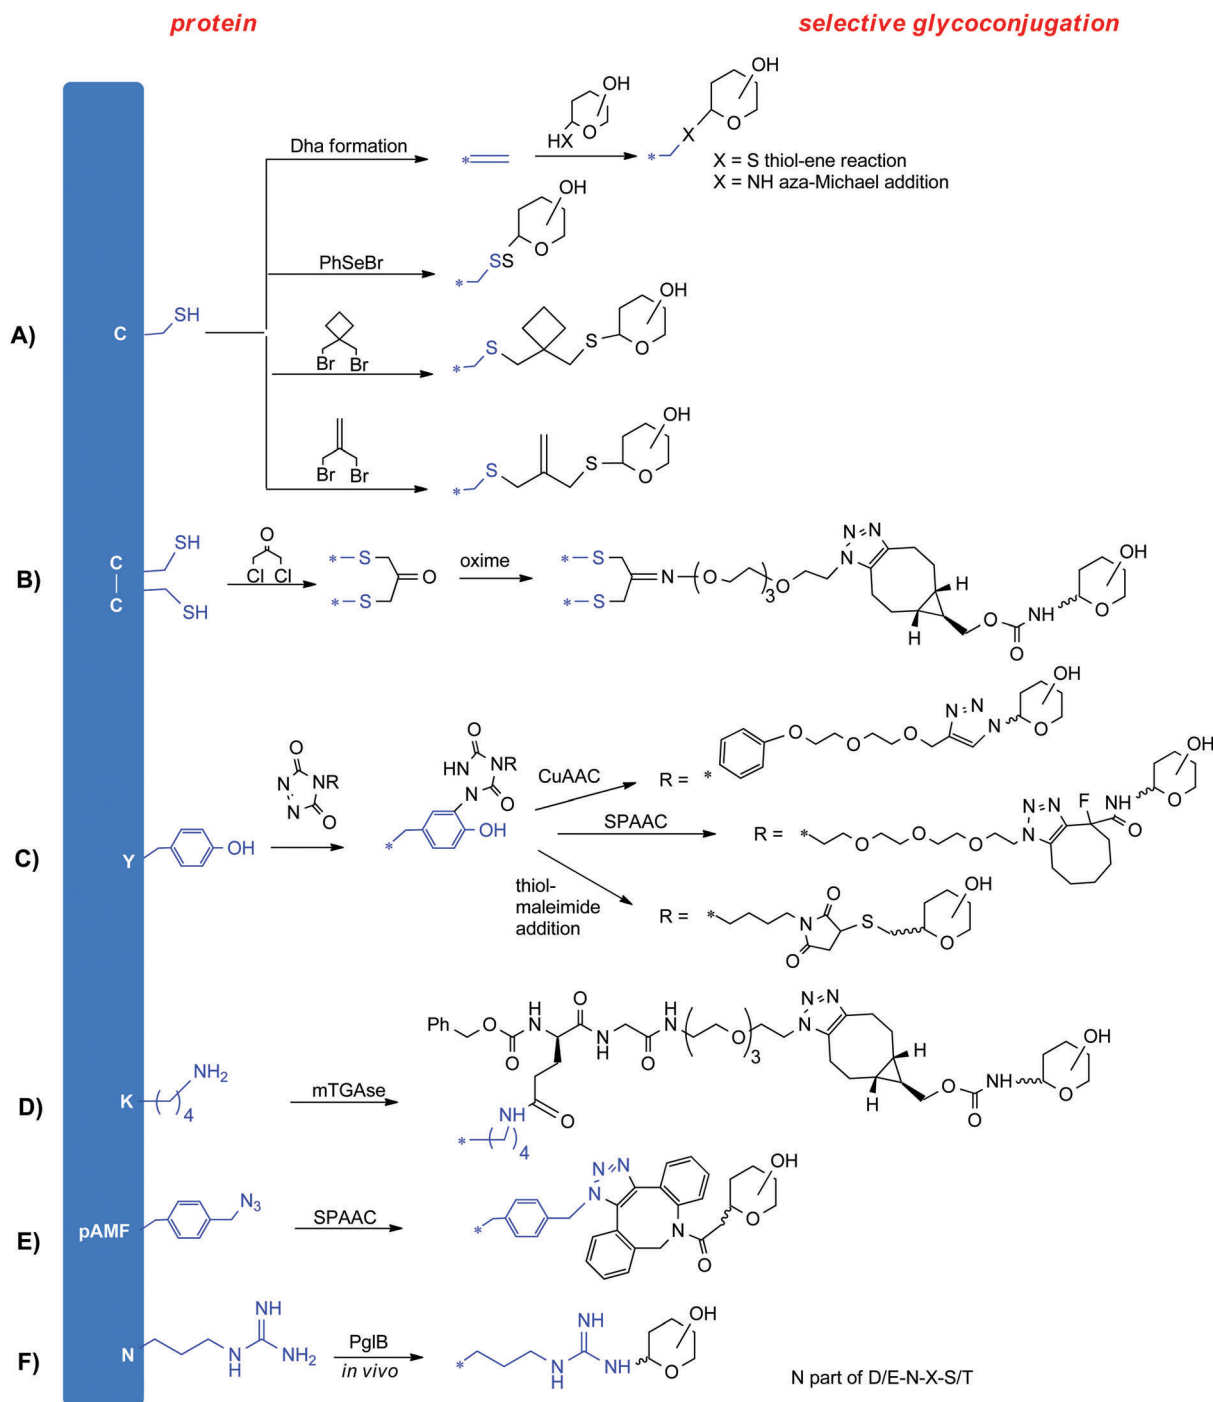 protein
selective glycoconjugation
A)
C
SH
Dha formation
*
HX
O
OH
*
X
O
OH
X = S thiol-ene reaction
X = NH aza-Michael addition
PhSeBr
*
SS
O
OH
Br Br
*
S
S
O
OH
Br Br
*
S
S
O
OH
B)
C
C
SH
SH
O
Cl Cl
* S
* S
O
oxime
* S
* S
N
O
3
O
N
N=N
H
H
O
O
NH
O
OH
C)
Y
OH
O
N
N
N
R
O
O
HN
N
N
R
O
OH
*
CuAAC
R =
*
O
O
O
N=N
N
O
OH
SPAAC
R =
*
O
O
O
N
N=N
F
NH
O
O
OH
thiol-
maleimide
addition
R =
*
N
O
O
S
O
OH
D)
K
NH2
4
mTGAse
Ph
O
O
H
N
O
N
H
O
H
N
O
3
N
N=N
H
H
O
O
NH
O
OH
NH
O
*
4
E)
pAMF
N3
SPAAC
*
N
N=N
N
O
O
OH
F)
N
N
H
NH
NH2
PglB
in vivo
*
N
H
NH
NH
O
OH
N part of D/E-N-X-S/T